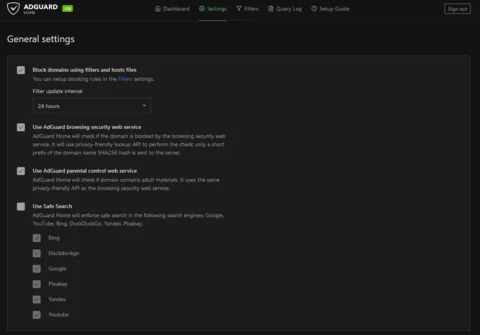 ADGUARD
HOME
ON
Dashboard
Settings
Filters
Query Log
Setup Guide
Sign out
General settings
Block domains using filters and hosts files
You can setup blocking rules in the Filters settings.
Filter update interval
24 hours
Use AdGuard browsing security web service
AdGuard Home will check if the domain is blocked by the browsing security web
service. It will use privacy-friendly lookup API to perform the check: only a short
prefix of the domain name SHA256 hash is sent to the server.
Use AdGuard parental control web service
AdGuard Home will check if domain contains adult materials. It uses the same
privacy-friendly API as the browsing security web service.
Use Safe Search
AdGuard Home will enforce safe search in the following search engines: Google,
YouTube, Bing, DuckDuckGo, Yandex, Pixabay.
Bing
Duckduckgo
Google
Pixabay
Yandex
Youtube